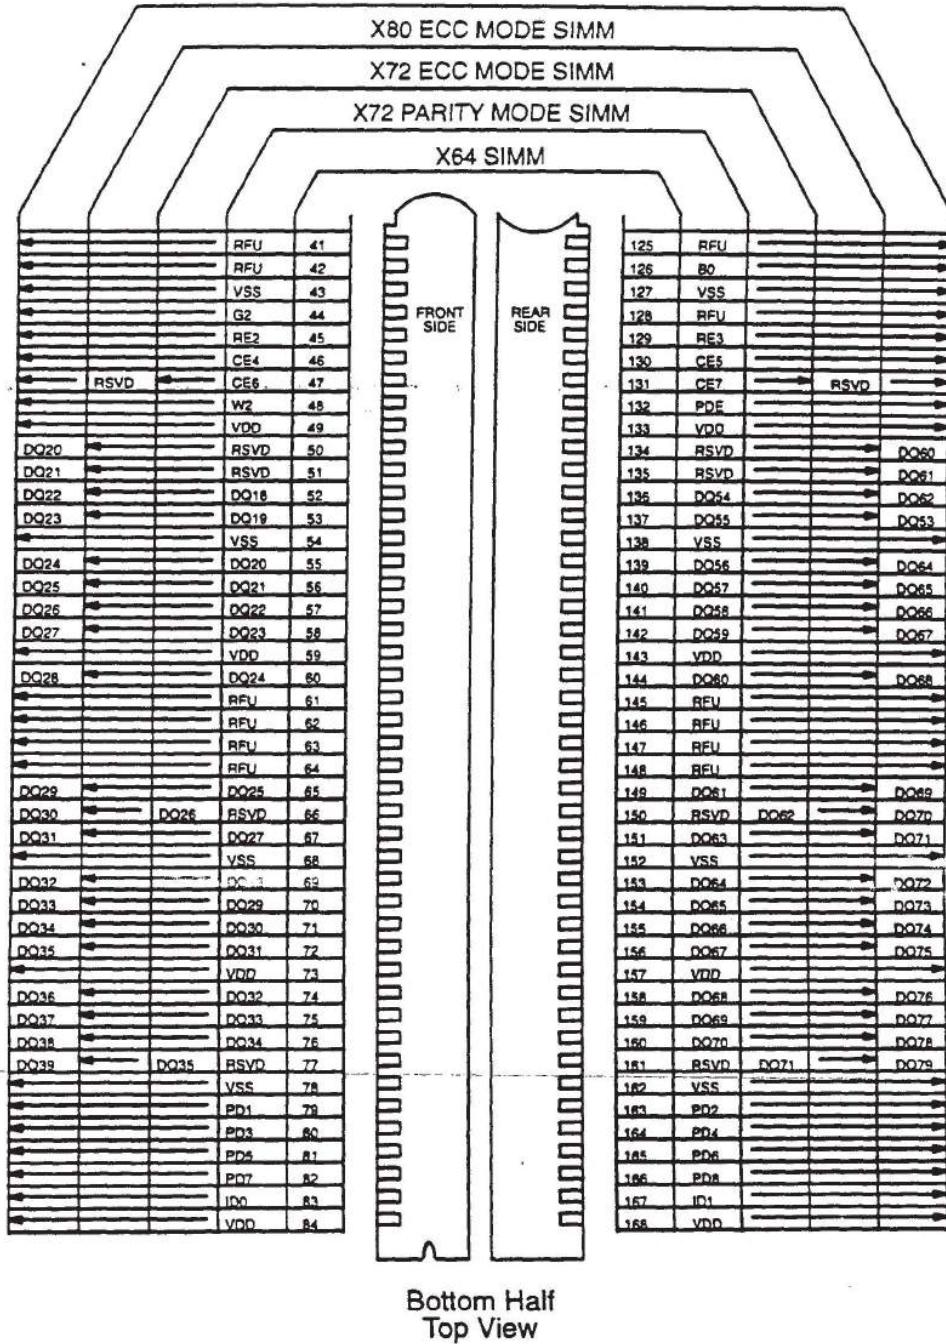 X80 ECC MODE SIMM
X72 ECC MODE SIMM
X72 PARITY MODE SIMM
X64 SIMM
FRONT SIDE
REAR SIDE
RFU 41 125 RFU
RFU 42 126 B0
VSS 43 127 VSS
G2 44 128 RFU
RE2 45 129 RE3
CE4 46 130 CE5
RSVD CE6 47 131 CE7 RSVD
W2 48 132 PDE
VDD 49 133 VDD
DQ20 RSVD 50 134 RSVD DQ60
DQ21 RSVD 51 135 RSVD DQ61
DQ22 DQ18 52 136 DQ54 DQ62
DQ23 DQ19 53 137 DQ55 DQ53
VSS 54 138 VSS
DQ24 DQ20 55 139 DQ56 DQ64
DQ25 DQ21 56 140 DQ57 DQ65
DQ26 DQ22 57 141 DQ58 DQ66
DQ27 DQ23 58 142 DQ59 DQ67
VDD 59 143 VDD
DQ28 DQ24 60 144 DQ60 DQ68
RFU 61 145 RFU
RFU 62 146 RFU
RFU 63 147 RFU
RFU 64 148 RFU
DQ29 DQ25 65 149 DQ61 DQ69
DQ30 DQ26 RSVD 66 150 RSVD DQ62 DQ70
DQ31 DQ27 67 151 DQ63 DQ71
VSS 68 152 VSS
DQ32 69 153 DQ64 DQ72
DQ33 DQ29 70 154 DQ65 DQ73
DQ34 DQ30 71 155 DQ66 DQ74
DQ35 DQ31 72 156 DQ67 DQ75
VDD 73 157 VDD
DQ36 DQ32 74 158 DQ68 DQ76
DQ37 DQ33 75 159 DQ69 DQ77
DQ38 DQ34 76 160 DQ70 DQ78
DQ39 DQ35 RSVD 77 161 RSVD DQ71 DQ79
VSS 78 162 VSS
PD1 79 163 PD2
PD3 80 164 PD4
PD5 81 165 PD6
PD7 82 166 PD8
ID0 83 167 ID1
VDD 84 168 VDD
Bottom Half
Top View